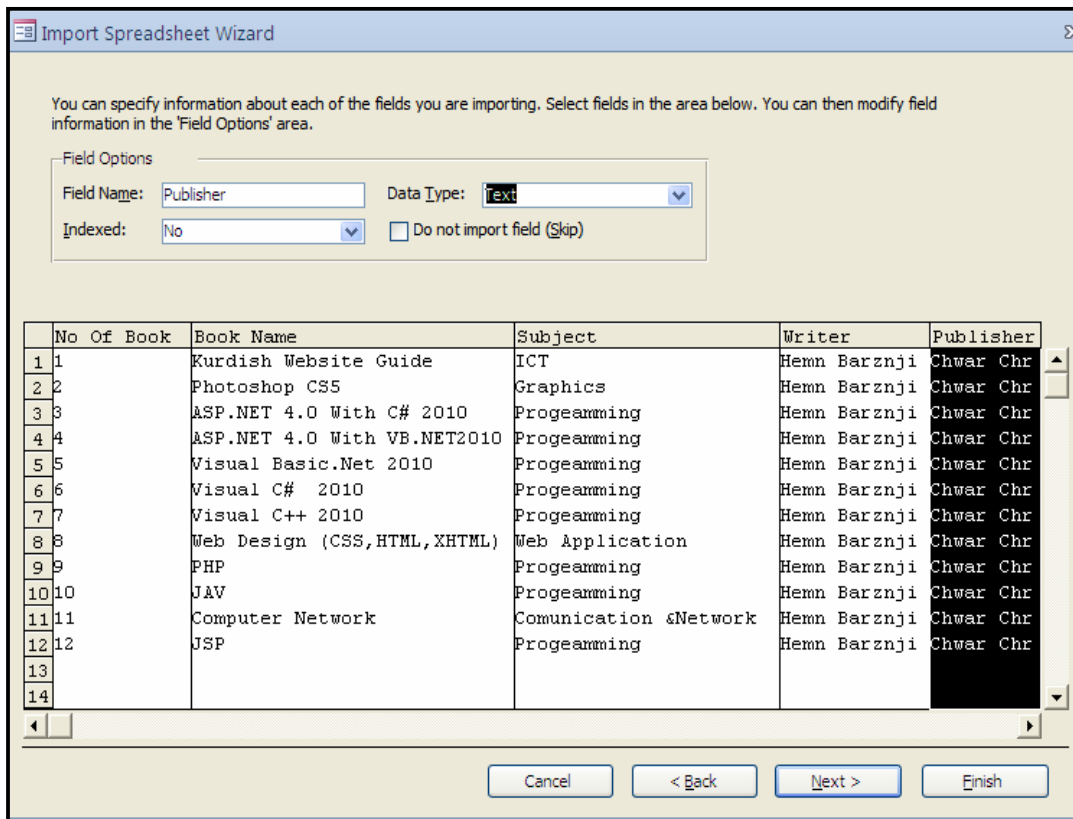 Import Spreadsheet Wizard
You can specify information about each of the fields you are importing. Select fields in the area below. You can then modify field
information in the 'Field Options' area.
Field Options
Field Name: Publisher Data Type: Text
Indexed: No Do not import field (Skip)
No Of Book Book Name Subject Writer Publisher
1 1 Kurdish Website Guide ICT Hemn Barznji Chwar Chr
2 2 Photoshop CS5 Graphics Hemn Barznji Chwar Chr
3 3 ASP.NET 4.0 With C# 2010 Progeamming Hemn Barznji Chwar Chr
4 4 ASP.NET 4.0 With VB.NET2010 Progeamming Hemn Barznji Chwar Chr
5 5 Visual Basic.Net 2010 Progeamming Hemn Barznji Chwar Chr
6 6 Visual C#  2010 Progeamming Hemn Barznji Chwar Chr
7 7 Visual C++ 2010 Progeamming Hemn Barznji Chwar Chr
8 8 Web Design (CSS,HTML,XHTML) Web Application Hemn Barznji Chwar Chr
9 9 PHP Progeamming Hemn Barznji Chwar Chr
10 10 JAV Progeamming Hemn Barznji Chwar Chr
11 11 Computer Network Comunication &Network Hemn Barznji Chwar Chr
12 12 JSP Progeamming Hemn Barznji Chwar Chr
13
14
Cancel < Back Next > Finish